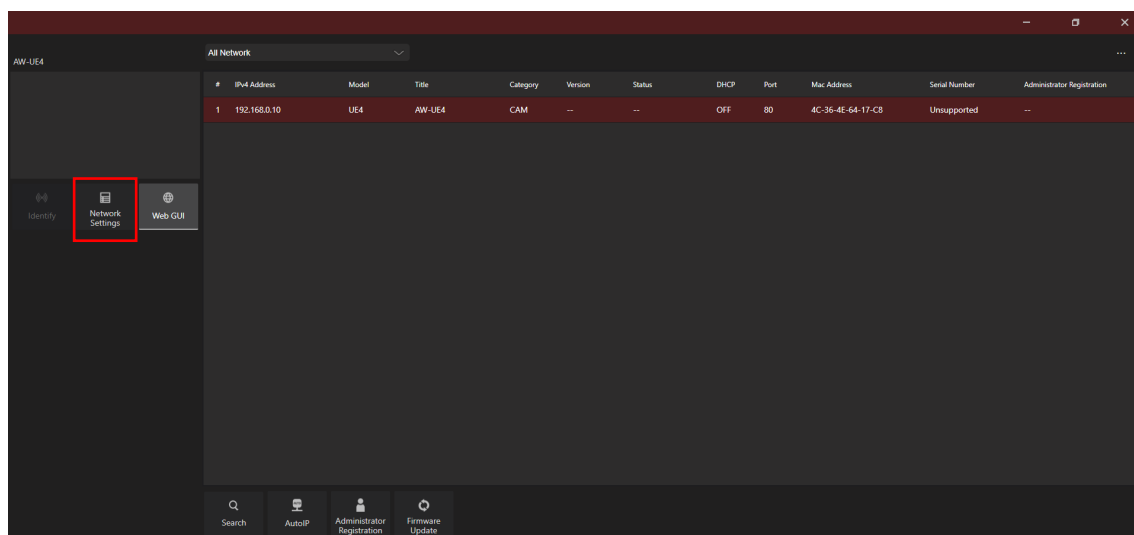 AW-UE4
All Network
...
# IPv4 Address Model Title Category Version Status DHCP Port Mac Address Serial Number Administrator Registration
1 192.168.0.10 UE4 AW-UE4 CAM -- -- OFF 80 4C-36-4E-64-17-C8 Unsupported --
Identify
Network
Settings
Web GUI
Search
AutoIP
Administrator
Registration
Firmware
Update